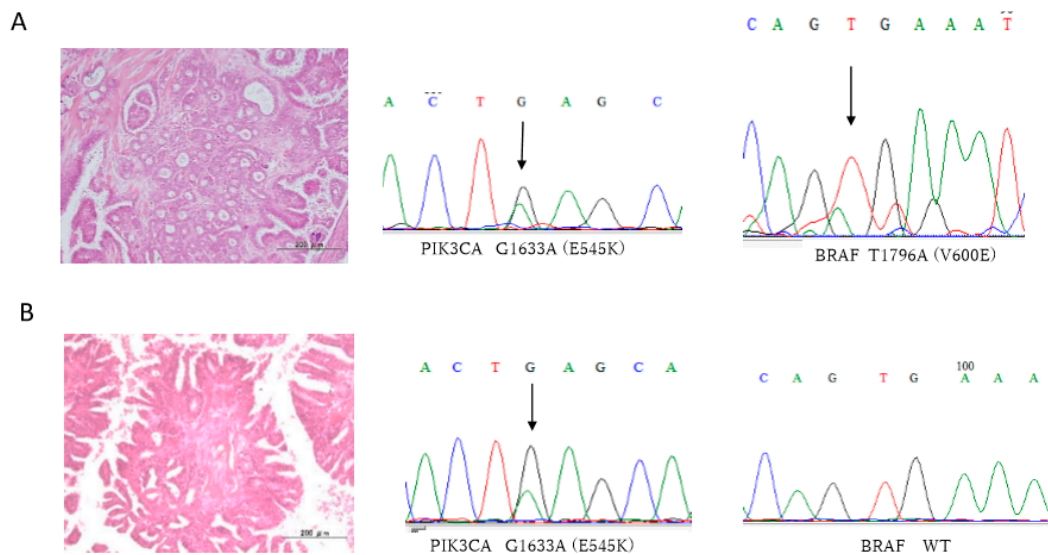 A
A C T G A G C
C A G T G A A A T
200 μm
PIK3CA G1633A (E545K)
BRAF T1796A (V600E)
B
A C T G A G C A
100
C A G T G A A A
200 μm
PIK3CA G1633A (E545K)
BRAF WT